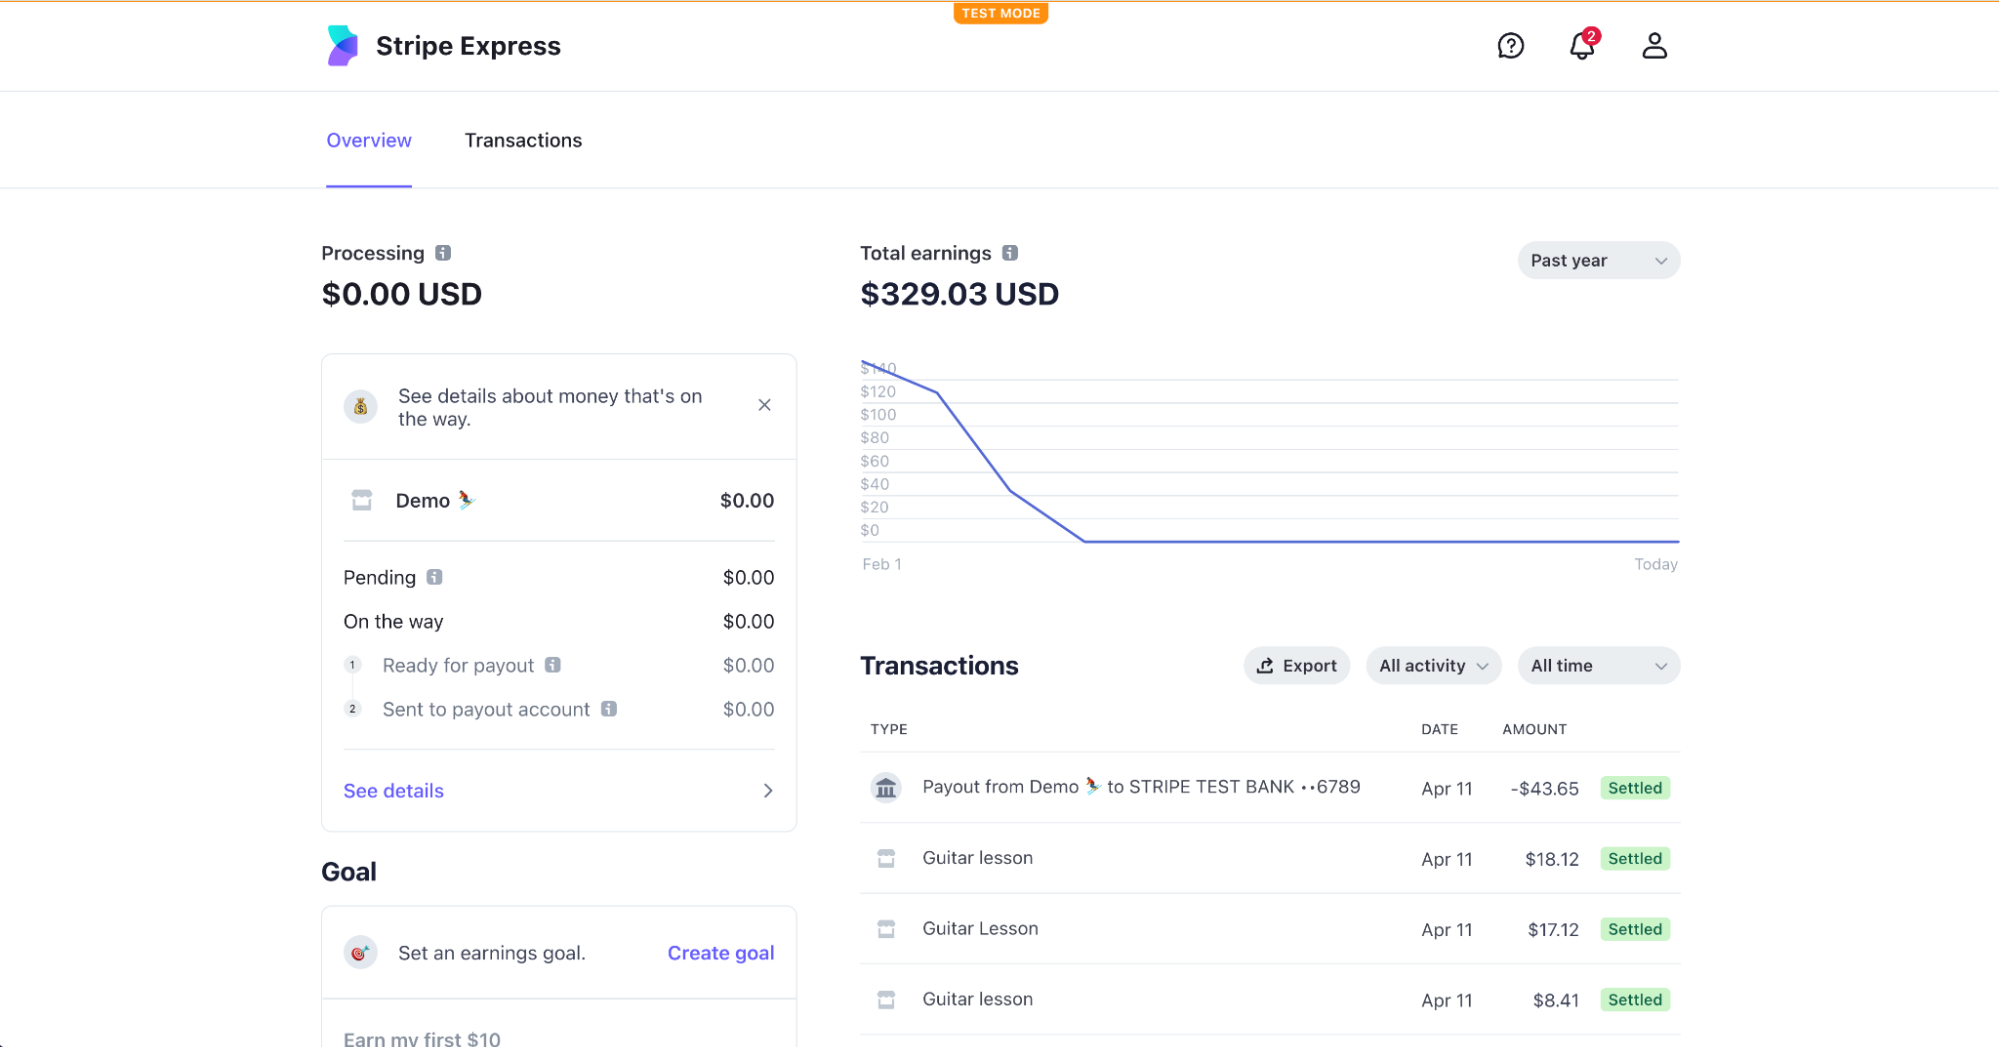 TEST MODE
Stripe Express
2
Overview
Transactions
Processing
$0.00 USD
See details about money that's on
the way.
Demo
$0.00
Pending
$0.00
On the way
$0.00
1
Ready for payout
$0.00
2
Sent to payout account
$0.00
See details
Goal
Set an earnings goal.
Create goal
Earn my first $10
Total earnings
$329.03 USD
Past year
$140
$120
$100
$80
$60
$40
$20
$0
Feb 1
Today
Transactions
Export
All activity
All time
TYPE DATE AMOUNT
Payout from Demo to STRIPE TEST BANK ••6789 Apr 11 -$43.65 Settled
Guitar lesson Apr 11 $18.12 Settled
Guitar Lesson Apr 11 $17.12 Settled
Guitar lesson Apr 11 $8.41 Settled